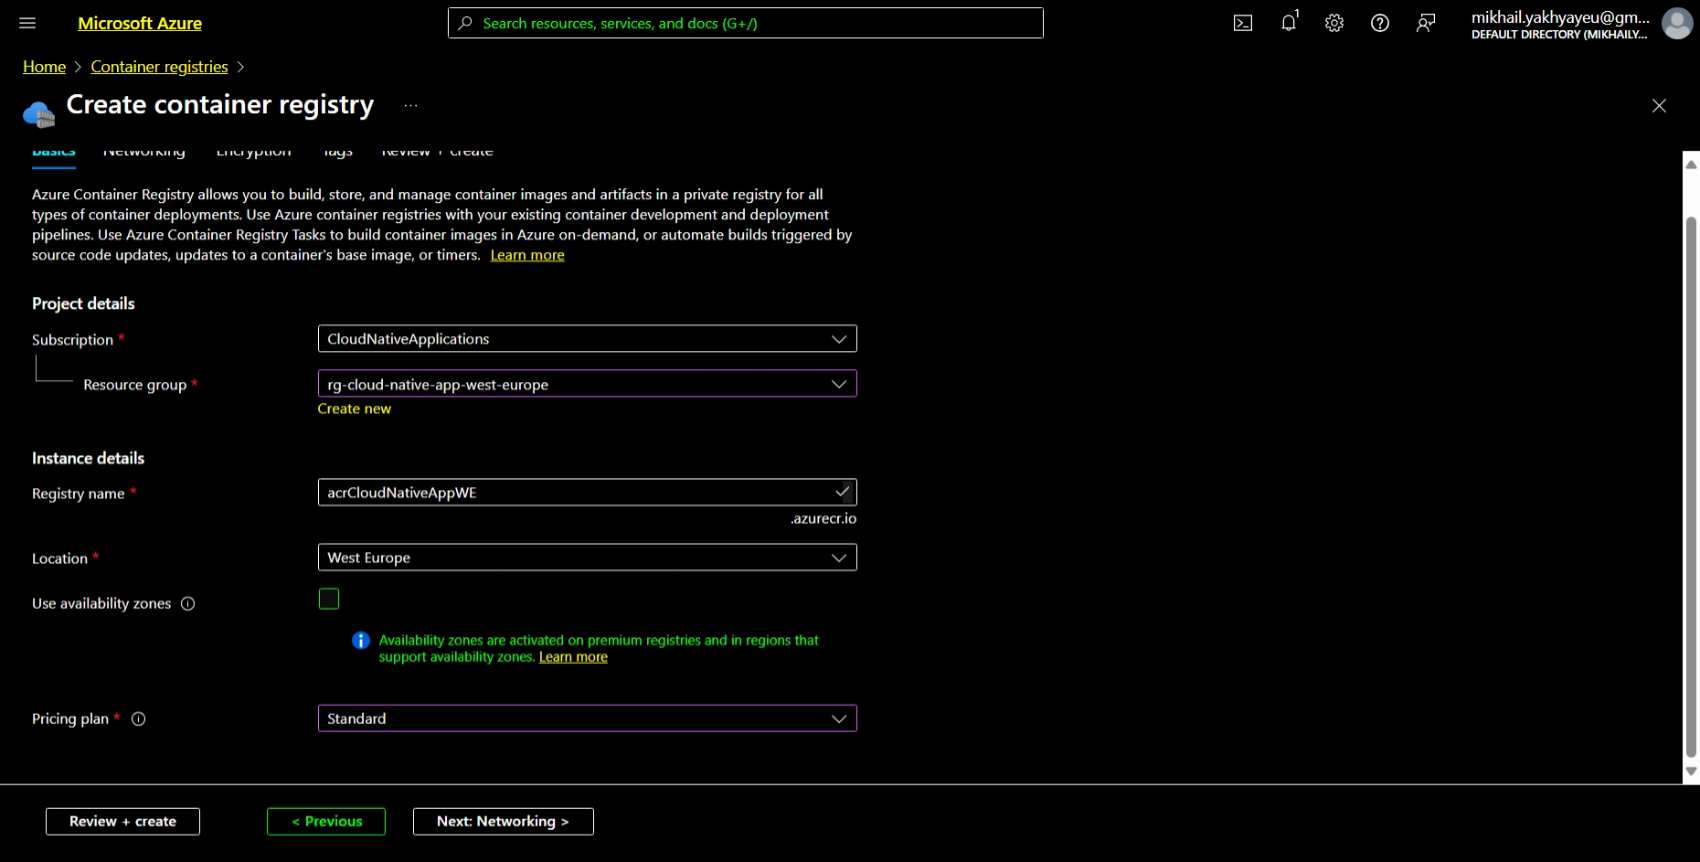 Microsoft Azure
Search resources, services, and docs (G+/)
1
mikhail.yakhyayeu@gm...
DEFAULT DIRECTORY (MIKHAILY...
Home > Container registries >
Create container registry ...
Basics Networking Encryption Tags Review + create
Azure Container Registry allows you to build, store, and manage container images and artifacts in a private registry for all
types of container deployments. Use Azure container registries with your existing container development and deployment
pipelines. Use Azure Container Registry Tasks to build container images in Azure on-demand, or automate builds triggered by
source code updates, updates to a container's base image, or timers. Learn more
Project details
Subscription *
CloudNativeApplications
Resource group *
rg-cloud-native-app-west-europe
Create new
Instance details
Registry name *
acrCloudNativeAppWE
.azurecr.io
Location *
West Europe
Use availability zones
Availability zones are activated on premium registries and in regions that
support availability zones. Learn more
Pricing plan *
Standard
Review + create
< Previous
Next: Networking >